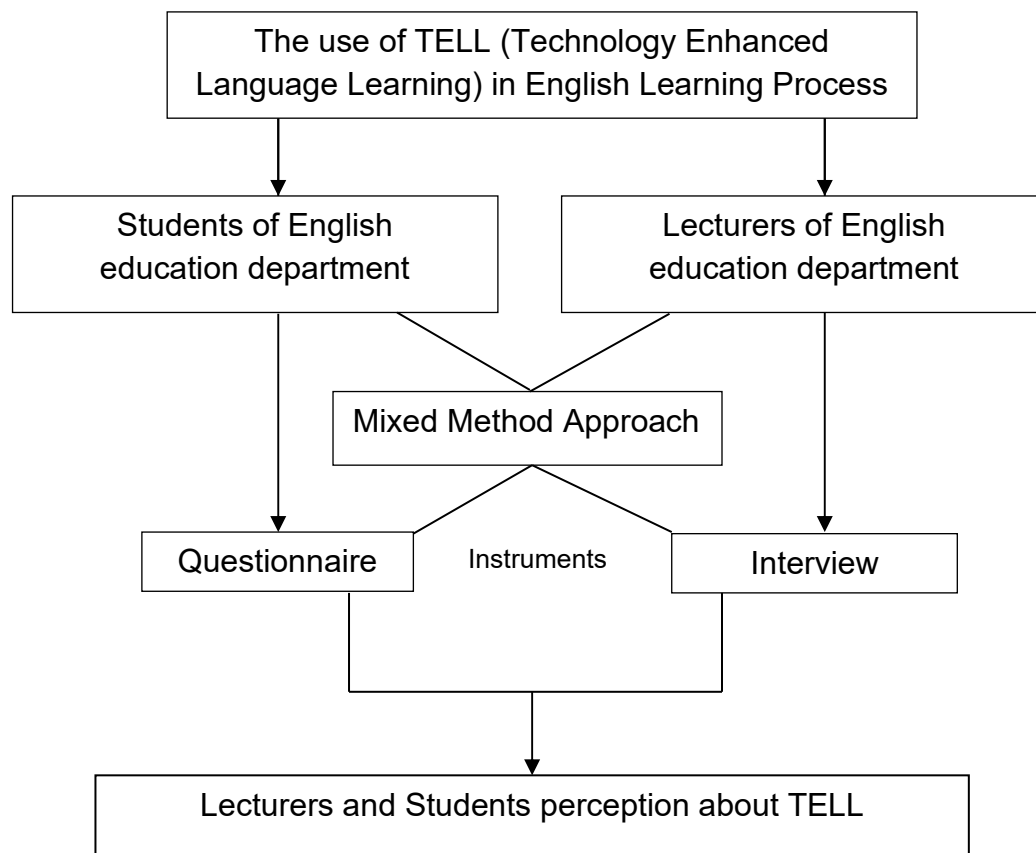 The use of TELL (Technology Enhanced
Language Learning) in English Learning Process
Students of English
education department
Lecturers of English
education department
Mixed Method Approach
Questionnaire
Instruments
Interview
Lecturers and Students perception about TELL